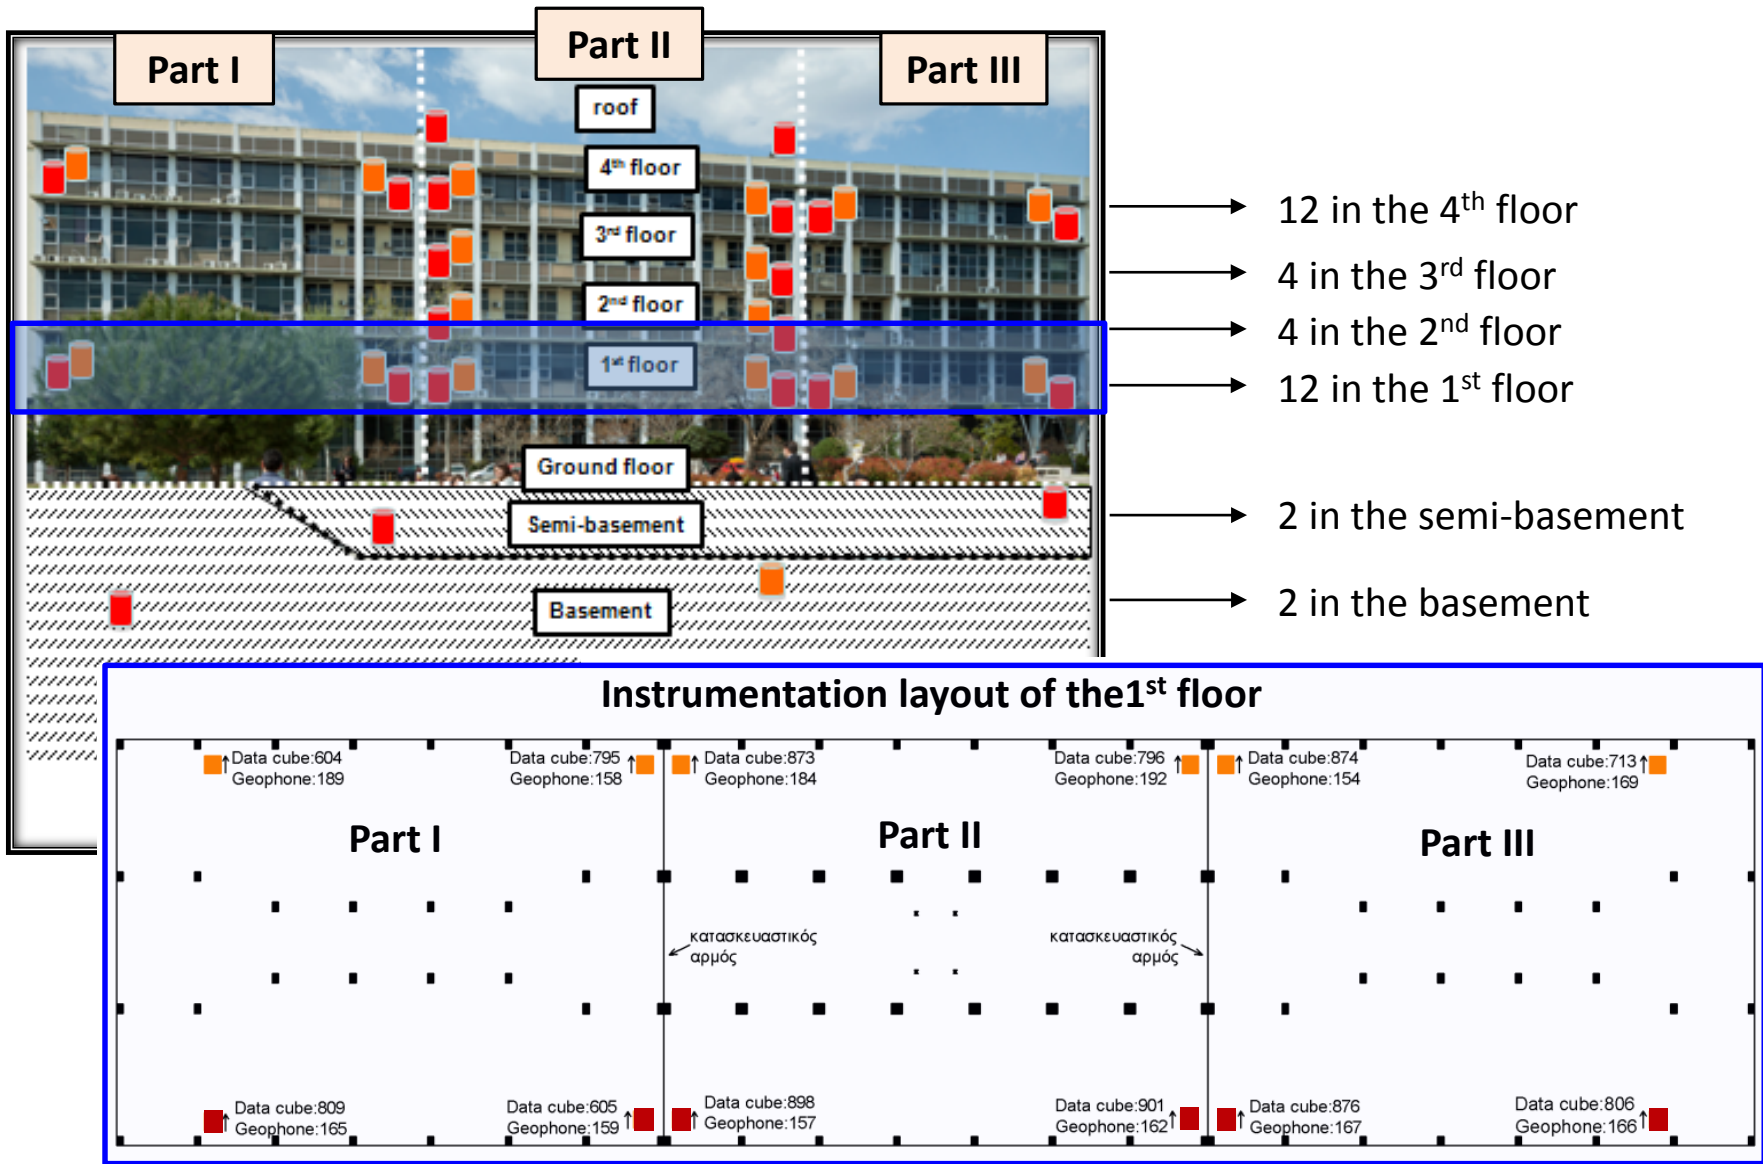 Part I
Part II
Part III
roof
4th floor
3rd floor
2nd floor
1st floor
Ground floor
Semi-basement
Basement
12 in the 4th floor
4 in the 3rd floor
4 in the 2nd floor
12 in the 1st floor
2 in the semi-basement
2 in the basement
Instrumentation layout of the1st floor
Data cube:604
Geophone:189
Data cube:795
Geophone:158
Data cube:873
Geophone:184
Data cube:796
Geophone:192
Data cube:874
Geophone:154
Data cube:713
Geophone:169
Part I
Part II
Part III
κατασκευαστικός
αρμός
κατασκευαστικός
αρμός
Data cube:809
Geophone:165
Data cube:605
Geophone:159
Data cube:898
Geophone:157
Data cube:901
Geophone:162
Data cube:876
Geophone:167
Data cube:806
Geophone:166